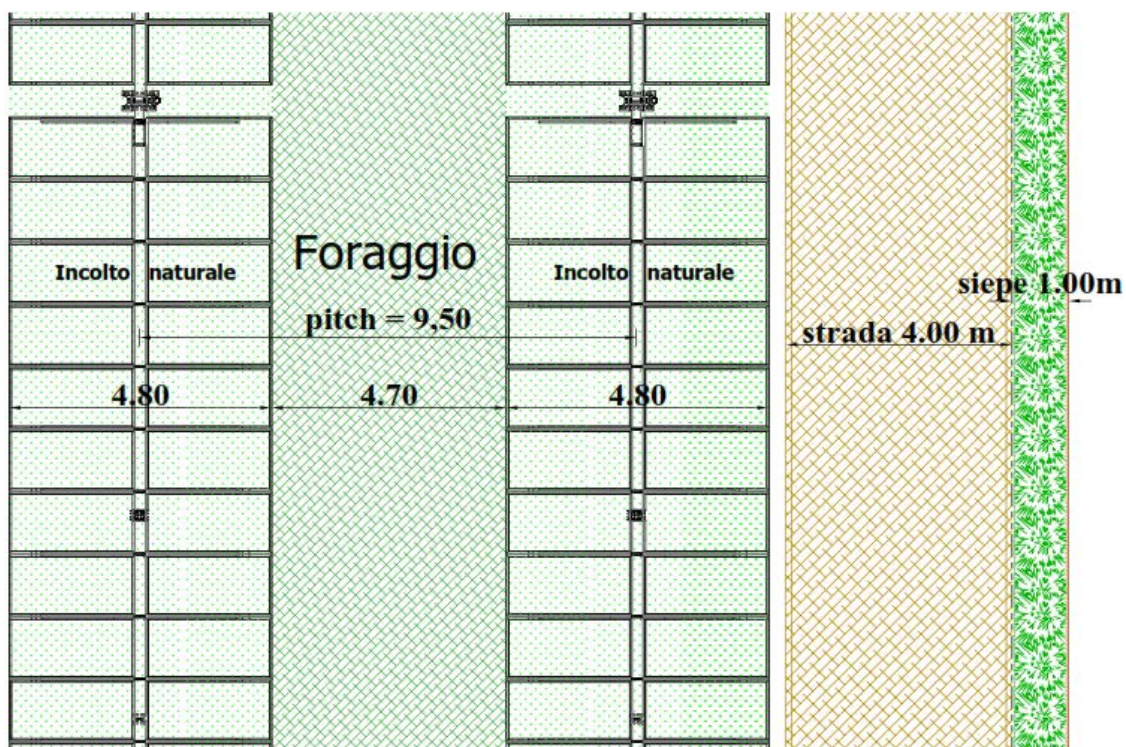 Foraggio
Incolto naturale
Incolto naturale
siepe 1.00m
pitch = 9,50
strada 4.00 m
4.80
4.70
4.80